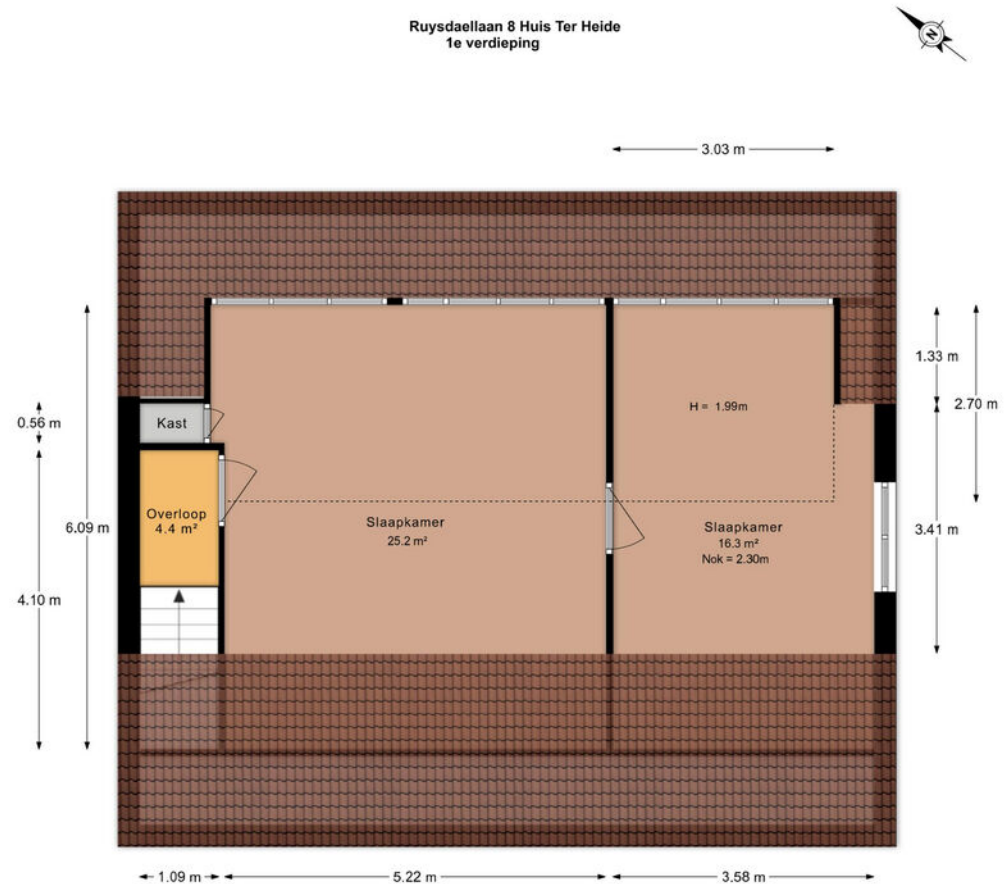 Ruysdaellaan 8 Huis Ter Heide
1e verdieping
N
3.03 m
1.33 m
2.70 m
H = 1.99m
0.56 m
Kast
Overloop
4.4 m²
Slaapkamer
25.2 m²
Slaapkamer
16.3 m²
Nok = 2.30m
6.09 m
3.41 m
4.10 m
1.09 m
5.22 m
3.58 m